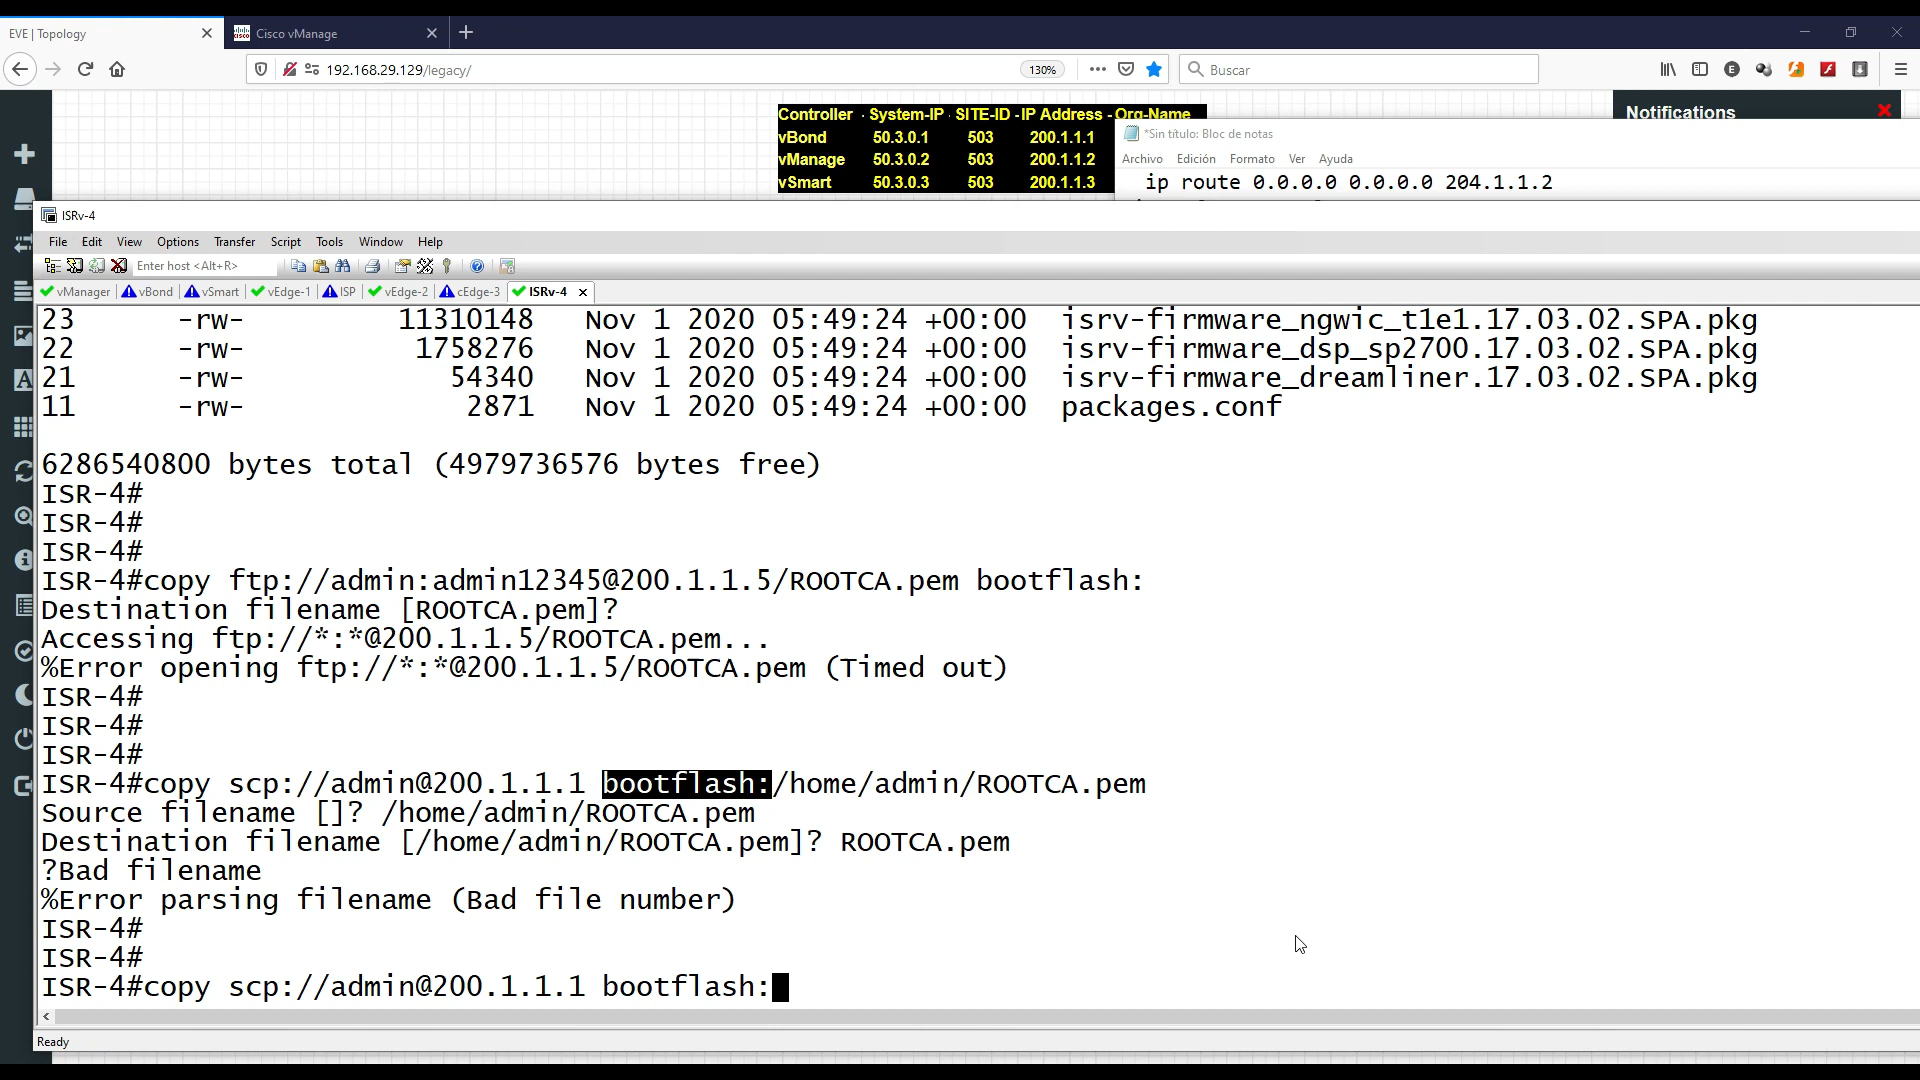 EVE | Topology
Cisco vManage
192.168.29.129/legacy/
130%
Buscar
Controller - System-IP - SITE-ID - IP Address - Org-Name
vBond 50.3.0.1 503 200.1.1.1
vManage 50.3.0.2 503 200.1.1.2
vSmart 50.3.0.3 503 200.1.1.3
Notifications
*Sin título: Bloc de notas
Archivo Edición Formato Ver Ayuda
ip route 0.0.0.0 0.0.0.0 204.1.1.2
ISRv-4
File Edit View Options Transfer Script Tools Window Help
Enter host <Alt+R>
vManager vBond vSmart vEdge-1 ISP vEdge-2 cEdge-3 ISRv-4
23 -rw- 11310148 Nov 1 2020 05:49:24 +00:00 isrv-firmware_ngwic_t1e1.17.03.02.SPA.pkg
22 -rw- 1758276 Nov 1 2020 05:49:24 +00:00 isrv-firmware_dsp_sp2700.17.03.02.SPA.pkg
21 -rw- 54340 Nov 1 2020 05:49:24 +00:00 isrv-firmware_dreamliner.17.03.02.SPA.pkg
11 -rw- 2871 Nov 1 2020 05:49:24 +00:00 packages.conf
6286540800 bytes total (4979736576 bytes free)
ISR-4#
ISR-4#
ISR-4#
ISR-4#copy ftp://admin:admin12345@200.1.1.5/ROOTCA.pem bootflash:
Destination filename [ROOTCA.pem]?
Accessing ftp://*:*@200.1.1.5/ROOTCA.pem...
%Error opening ftp://*:*@200.1.1.5/ROOTCA.pem (Timed out)
ISR-4#
ISR-4#
ISR-4#
ISR-4#copy scp://admin@200.1.1.1 bootflash:/home/admin/ROOTCA.pem
Source filename []? /home/admin/ROOTCA.pem
Destination filename [/home/admin/ROOTCA.pem]? ROOTCA.pem
?Bad filename
%Error parsing filename (Bad file number)
ISR-4#
ISR-4#
ISR-4#copy scp://admin@200.1.1.1 bootflash:
Ready